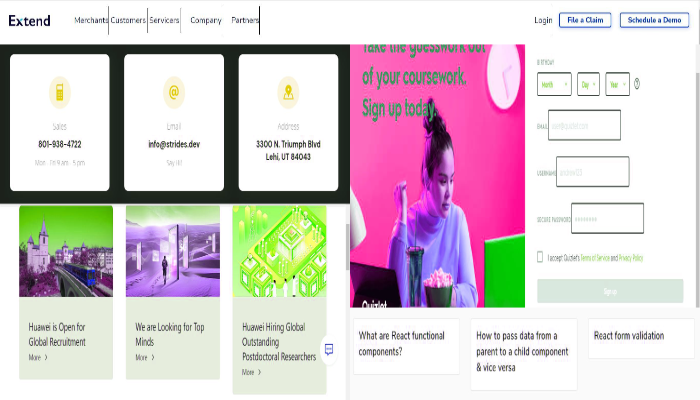 Extend
Merchants Customers Servicers Company Partners
Login File a Claim Schedule a Demo
Sales
801-938-4722
Mon - Fri 9 am - 5 pm
Email
info@strides.dev
Say Hi!
Address
3300 N. Triumph Blvd
Lehi, UT 84043
Take the guesswork out
of your coursework.
Sign up today.
Quizlet
BIRTHDAY
Month Day Year
EMAIL
USERNAME
SECURE PASSWORD
I accept Quizlet's Terms of Service and Privacy Policy
Sign up
Huawei is Open for
Global Recruitment
More
We are Looking for Top
Minds
More
Huawei Hiring Global
Outstanding
Postdoctoral Researchers
More
What are React functional
components?
How to pass data from a
parent to a child component
& vice versa
React form validation